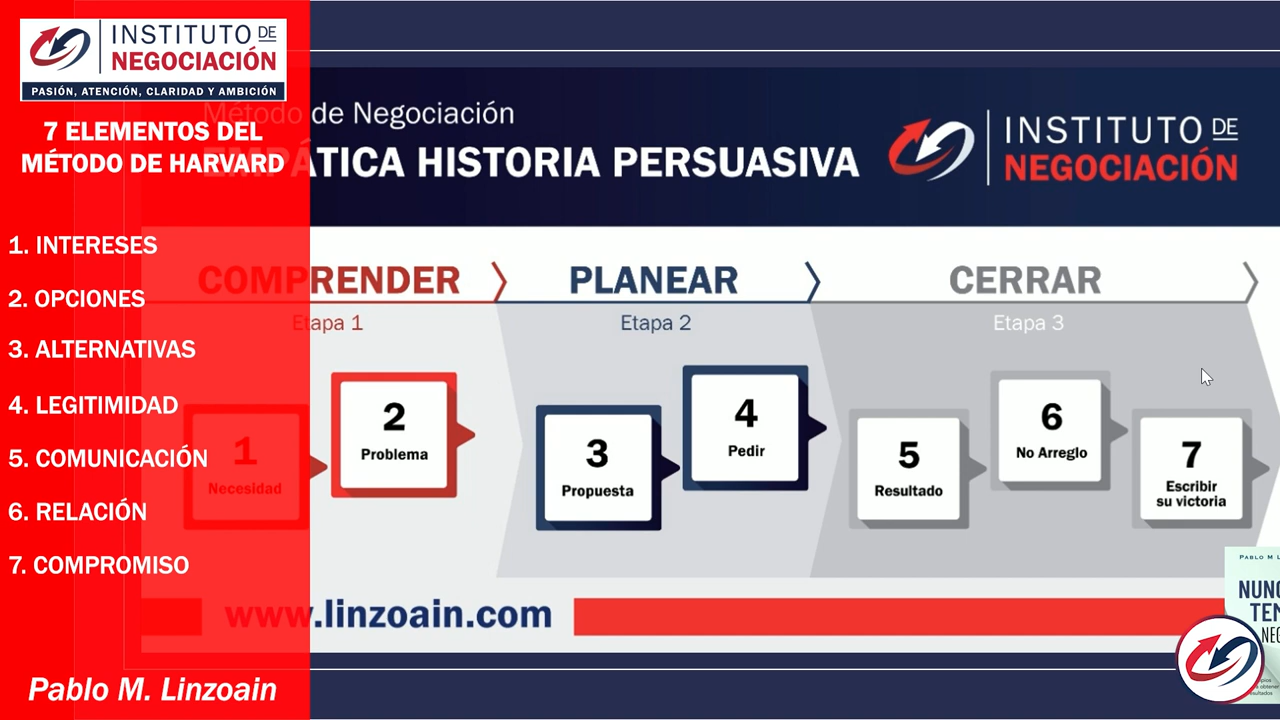 INSTITUTO DE
NEGOCIACIÓN
PASIÓN, ATENCIÓN, CLARIDAD Y AMBICIÓN
7 ELEMENTOS DEL
MÉTODO DE HARVARD
1. INTERESES
2. OPCIONES
3. ALTERNATIVAS
4. LEGITIMIDAD
5. COMUNICACIÓN
6. RELACIÓN
7. COMPROMISO
Pablo M. Linzoain
Método de Negociación
EMPÁTICA HISTORIA PERSUASIVA
INSTITUTO DE
NEGOCIACIÓN
COMPRENDER
PLANEAR
CERRAR
Etapa 1
Etapa 2
Etapa 3
1
Necesidad
2
Problema
3
Propuesta
4
Pedir
5
Resultado
6
No Arreglo
7
Escribir
su victoria
www.linzoain.com
PABLO M